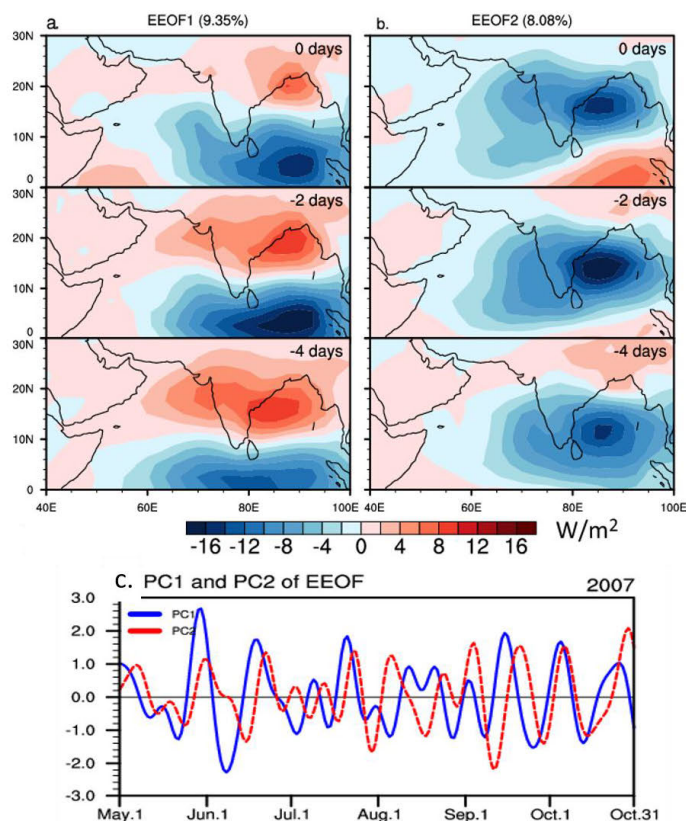 a. EEOF1 (9.35%)
b. EEOF2 (8.08%)
30N
20N
10N
0
0 days
0 days
30N
20N
10N
0
-2 days
-2 days
30N
20N
10N
0
-4 days
-4 days
40E 60E 80E 100E
40E 60E 80E 100E
-16 -12 -8 -4 0 4 8 12 16 W/m²
c. PC1 and PC2 of EEOF 2007
3.0
2.0
1.0
0.0
-1.0
-2.0
-3.0
PC1
PC2
May.1 Jun.1 Jul.1 Aug.1 Sep.1 Oct.1 Oct.31